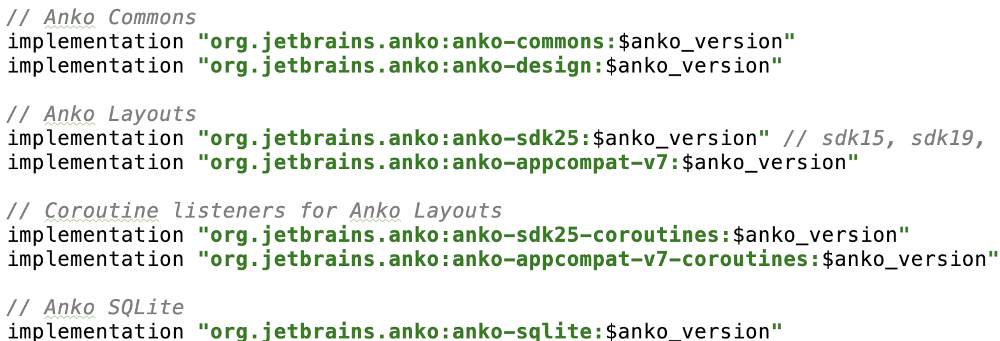 // Anko Commons
implementation "org.jetbrains.anko:anko-commons:$anko_version"
implementation "org.jetbrains.anko:anko-design:$anko_version"
// Anko Layouts
implementation "org.jetbrains.anko:anko-sdk25:$anko_version" // sdk15, sdk19,
implementation "org.jetbrains.anko:anko-appcompat-v7:$anko_version"
// Coroutine listeners for Anko Layouts
implementation "org.jetbrains.anko:anko-sdk25-coroutines:$anko_version"
implementation "org.jetbrains.anko:anko-appcompat-v7-coroutines:$anko_version"
// Anko SQLite
implementation "org.jetbrains.anko:anko-sqlite:$anko_version"